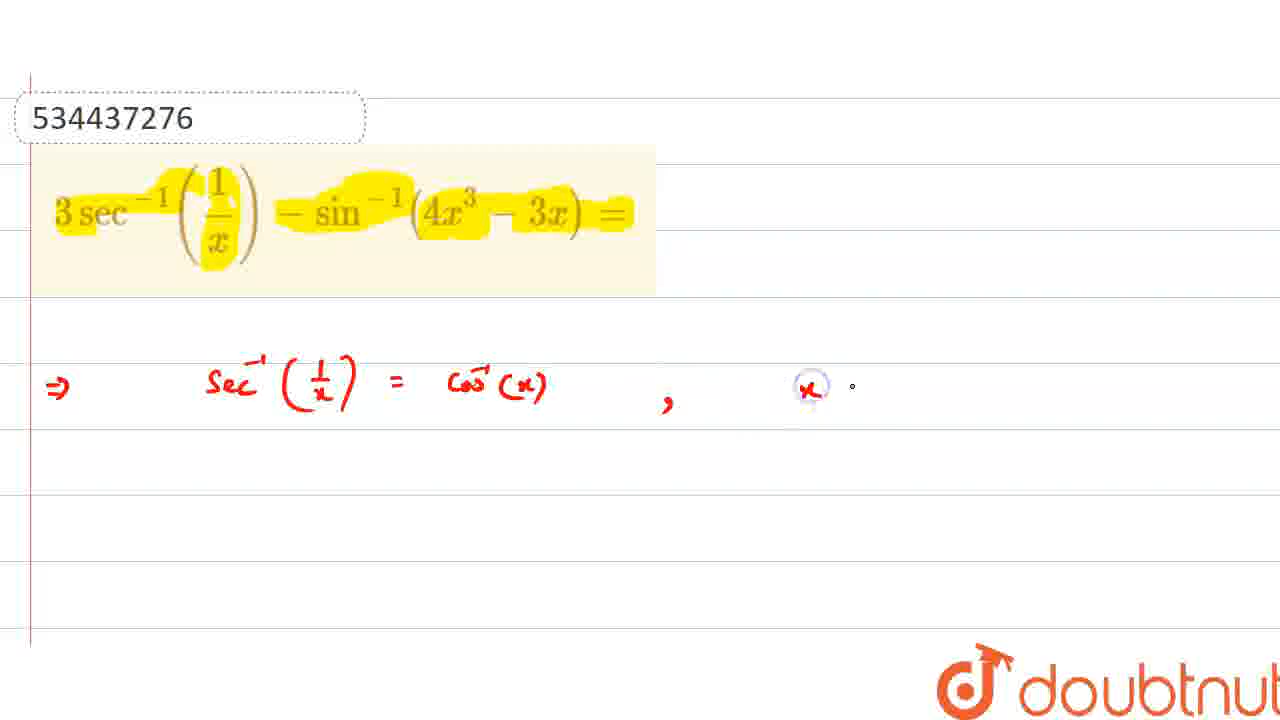 534437276
3 sec⁻¹(1/x) − sin⁻¹(4x³ − 3x) =
⇒ Sec⁻¹(1/x) = Cos⁻¹(x) , x
doubtnut